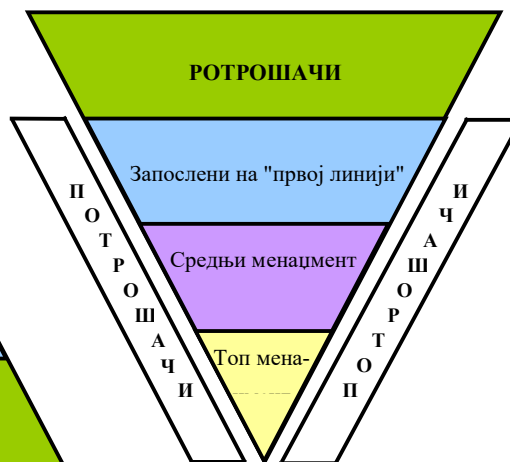 РОТРОШАЧИ
Запослени на "првој линији"
Средњи менаџмент
Топ мена-
ПОТРОШАЧИ
ПОТРОШАЧИ